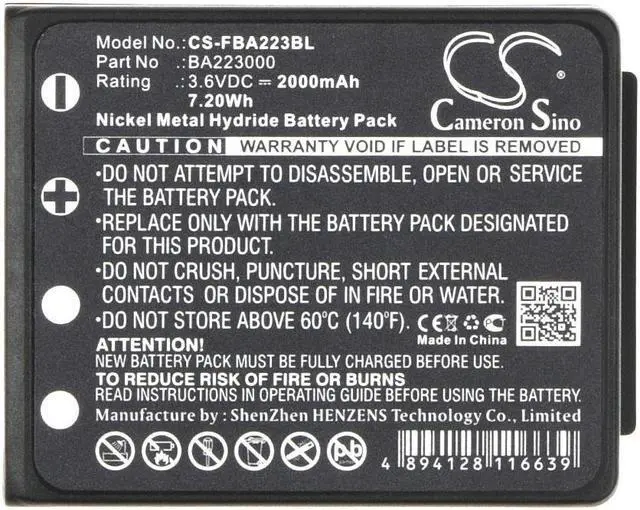 Model No.:CS-FBA223BL
Part No .:BA223000
Rating .:3.6VDC ⎓ 2000mAh
7.20Wh
Nickel Metal Hydride Battery Pack
CS
Cameron Sino
CAUTION WARRANTY VOID IF LABEL IS REMOVED
•DO NOT ATTEMPT TO DISASSEMBLE, OPEN OR SERVICE
THE BATTERY PACK.
•REPLACE ONLY WITH THE BATTERY PACK DESIGNATED
FOR THIS PRODUCT.
•DO NOT CRUSH, PUNCTURE, SHORT EXTERNAL
CONTACTS OR DISPOSE OF IN FIRE OR WATER.
•DO NOT STORE ABOVE 60°C (140°F). CE
Made In China
ATTENTION!
NEW BATTERY PACK MUST BE FULLY CHARGED BEFORE USE.
TO REDUCE RISK OF FIRE OR BURNS
READ INSTRUCTIONS IN OPERATING GUIDE BEFORE USING THE BATTERY.
Manufacture by : ShenZhen HENZENS Technology Co., Limited
Pb
4 894128 116639